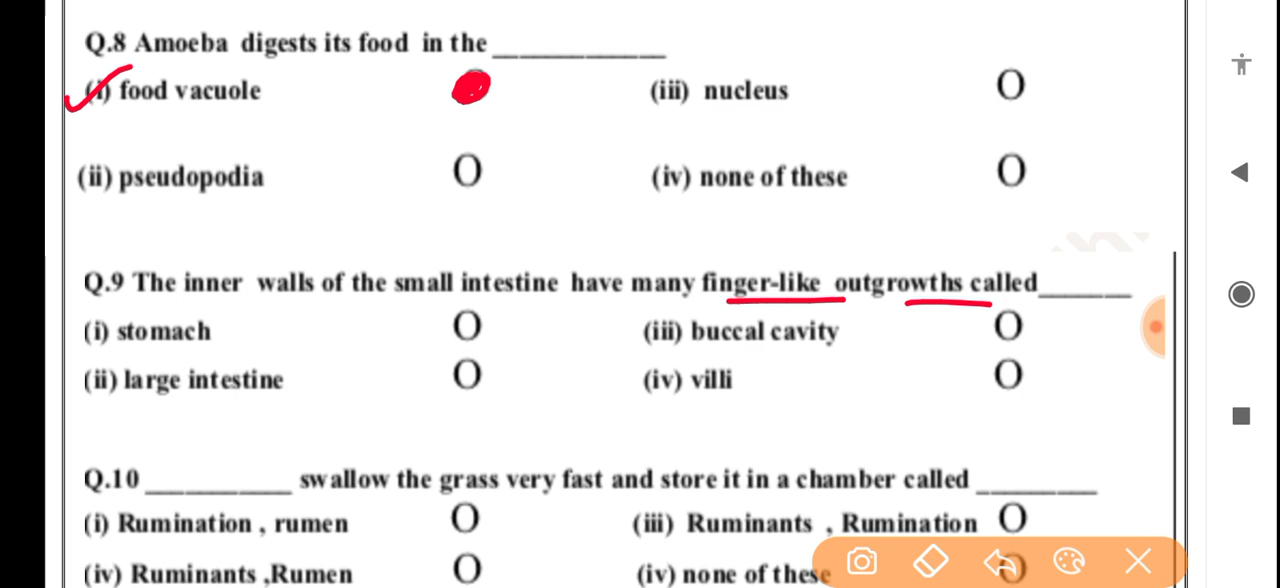 Q.8 Amoeba digests its food in the ____________
(i) food vacuole O (iii) nucleus O
(ii) pseudopodia O (iv) none of these O
Q.9 The inner walls of the small intestine have many finger-like outgrowths called______
(i) stomach O (iii) buccal cavity O
(ii) large intestine O (iv) villi O
Q.10 __________ swallow the grass very fast and store it in a chamber called ________
(i) Rumination , rumen O (iii) Ruminants , Rumination O
(iv) Ruminants ,Rumen O (iv) none of these O